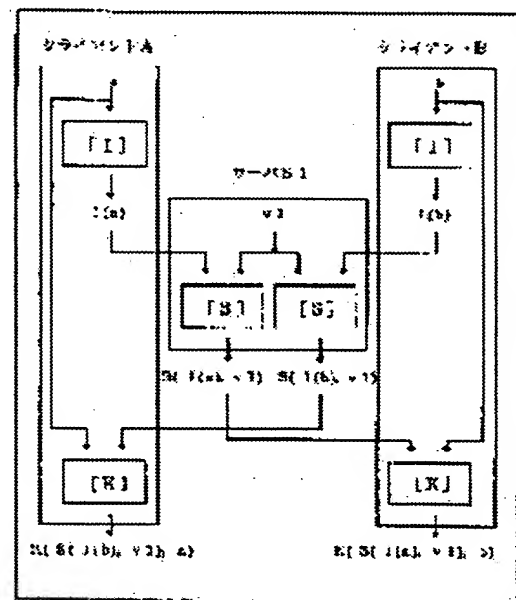 クライアントA
クライアントB
[I]
[I]
サーバS1
I(a)
v1
I(b)
[S]
[S]
S( I(a), v1)
S( I(b), v1)
[K]
[K]
K( S( I(b), v1), a)
K( S( I(a), v1), b)